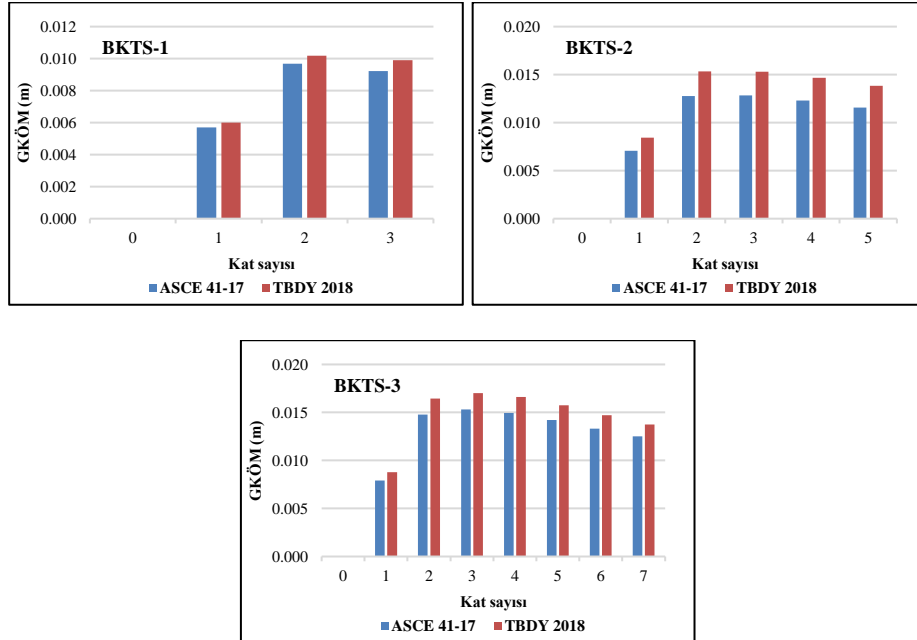 BKTS-1
GKÖM (m)
0.012
0.010
0.008
0.006
0.004
0.002
0.000
0 1 2 3
Kat sayısı
ASCE 41-17 TBDY 2018
BKTS-2
GKÖM (m)
0.020
0.015
0.010
0.005
0.000
0 1 2 3 4 5
Kat sayısı
ASCE 41-17 TBDY 2018
BKTS-3
GKÖM (m)
0.020
0.015
0.010
0.005
0.000
0 1 2 3 4 5 6 7
Kat sayısı
ASCE 41-17 TBDY 2018